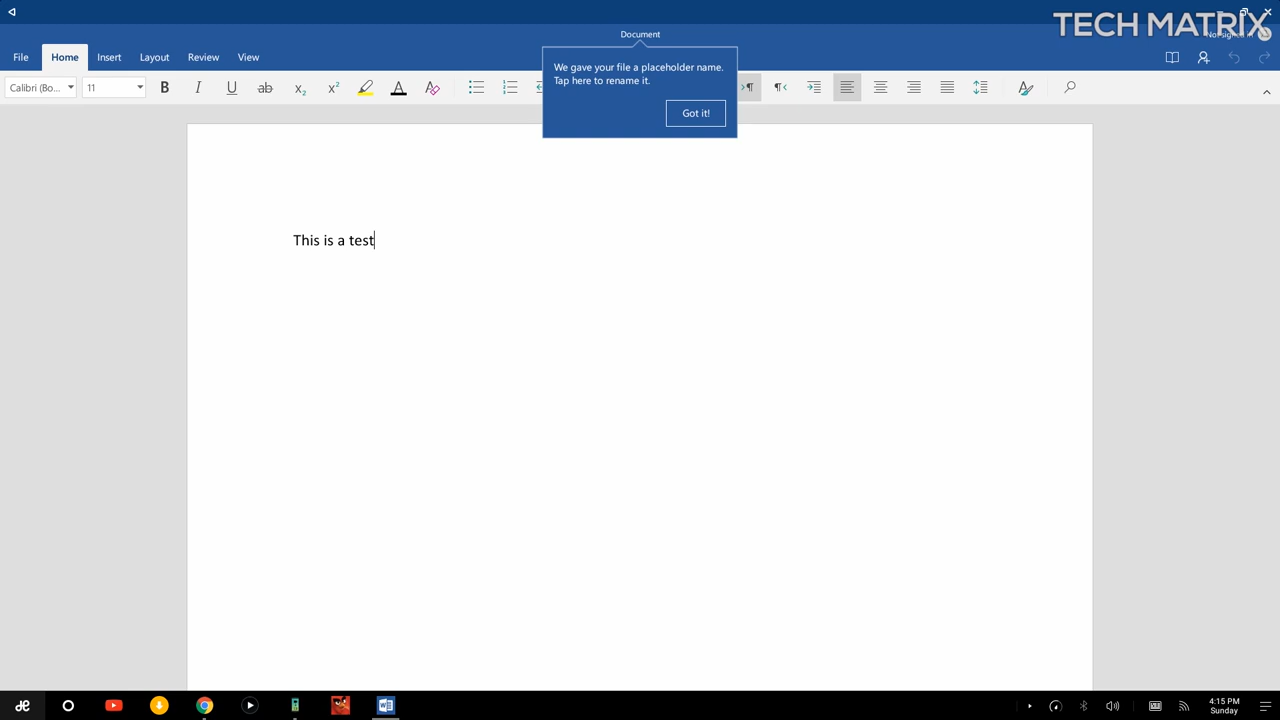 TECH MATRIX
Document
File
Home
Insert
Layout
Review
View
We gave your file a placeholder name.
Tap here to rename it.
Got it!
Calibri (Bo...
11
B
I
U
ab
x₂
x²
A
This is a test
4:15 PM
Sunday